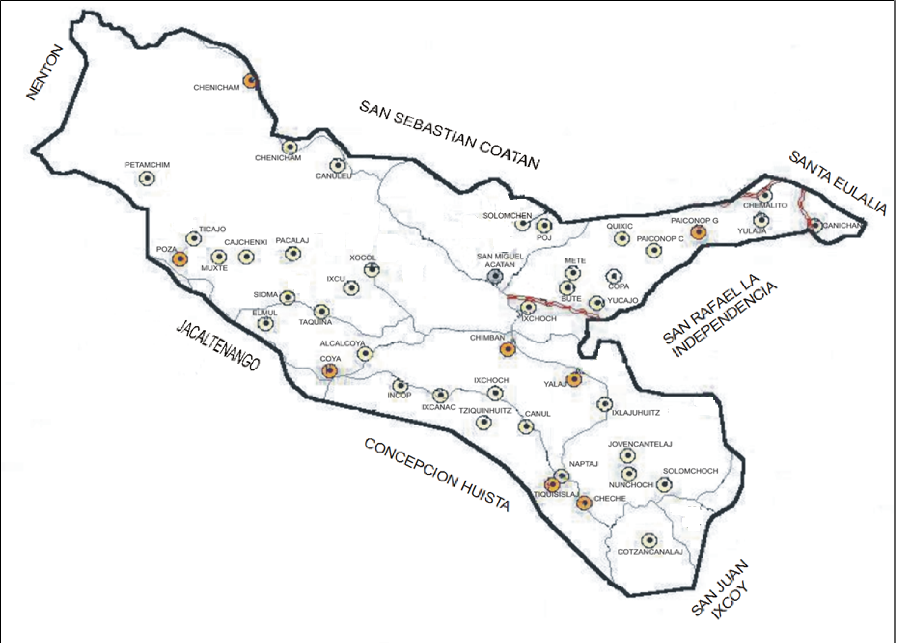 NENTON
CHENICHAM
SAN SEBASTIAN COATAN
CHENICHAM
CANULEU
PETAMCHIM
SANTA EULALIA
CHEMALITO
SOLOMCHEN
POJ
QUIXIC
PAICONOP G
YULAJA
CANICHAN
PAICONOP C
TICAJO
POZA
CAJCHENXI
PACALAJ
MUXTE
XOCOL
SAN MIGUEL
ACATAN
METE
IXCU
COPA
SAN RAFAEL LA
INDEPENDENCIA
SIOMA
SUTE
YUCAJO
ELMUL
TAQUINA
IXCHOCH
JACALTENANGO
ALCALCOYA
CHIMBAN
COYA
YALAJ
INCOP
IXCHOCH
IXCANAC
TZIQUINHUITZ
CANUL
IXLAJUHUITZ
CONCEPCION HUISTA
JOVENCANTELAJ
NAPTAJ
SOLOMCHOCH
NUNCHOCH
TIQUISISLAJ
CHECHE
COTZANCANALAJ
SAN JUAN
IXCOY